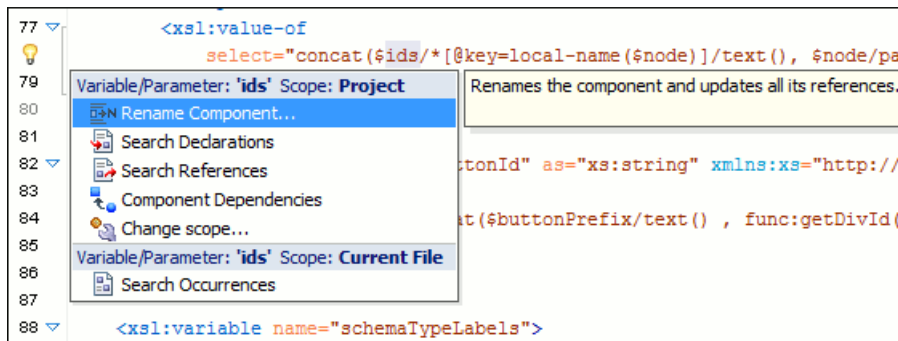 77 <xsl:value-of
select="concat($ids/*[@key=local-name($node)]/text(), $node/pa
79 Variable/Parameter: 'ids' Scope: Project
Renames the component and updates all its references.
80 Rename Component...
81 Search Declarations
82 Search References
ttonId" as="xs:string" xmlns:xs="http://
83 Component Dependencies
84 Change scope...
at($buttonPrefix/text() , func:getDivId(
85 Variable/Parameter: 'ids' Scope: Current File
86 Search Occurrences
87
88 <xsl:variable name="schemaTypeLabels">